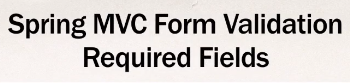 Spring MVC Form Validation
Required Fields